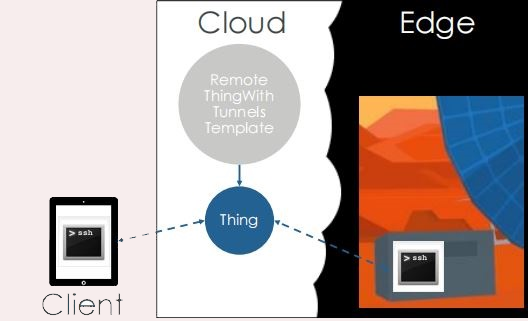 Cloud
Edge
Remote
ThingWith
Tunnels
Template
Thing
> ssh
> ssh
Client